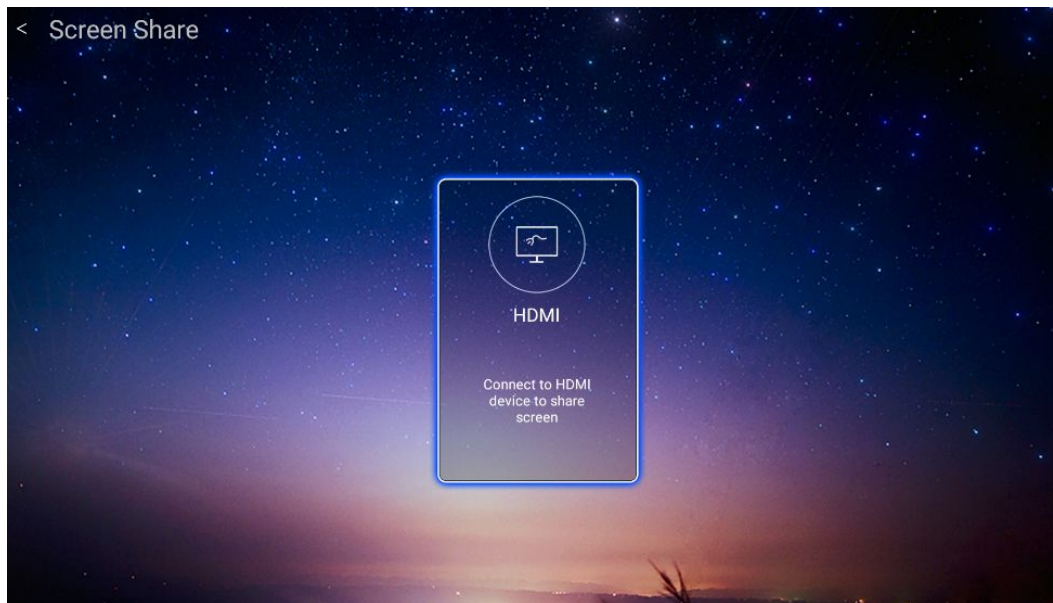 < Screen Share
HDMI
Connect to HDMI
device to share
screen